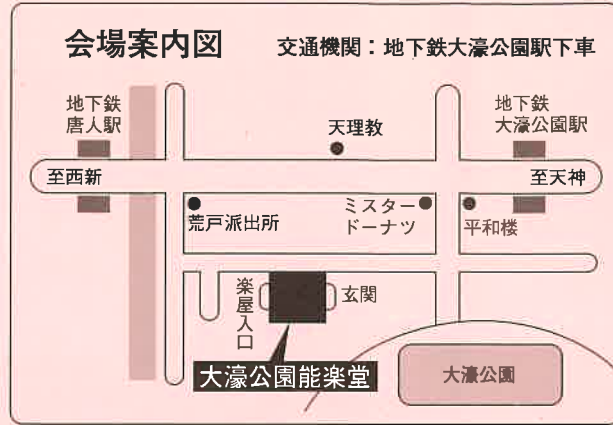 会場案内図
交通機関：地下鉄大濠公園駅下車
地下鉄
唐人駅
天理教
地下鉄
大濠公園駅
至西新
至天神
荒戸派出所
ミスター
ドーナツ
平和楼
楽屋入口
玄関
大濠公園能楽堂
大濠公園